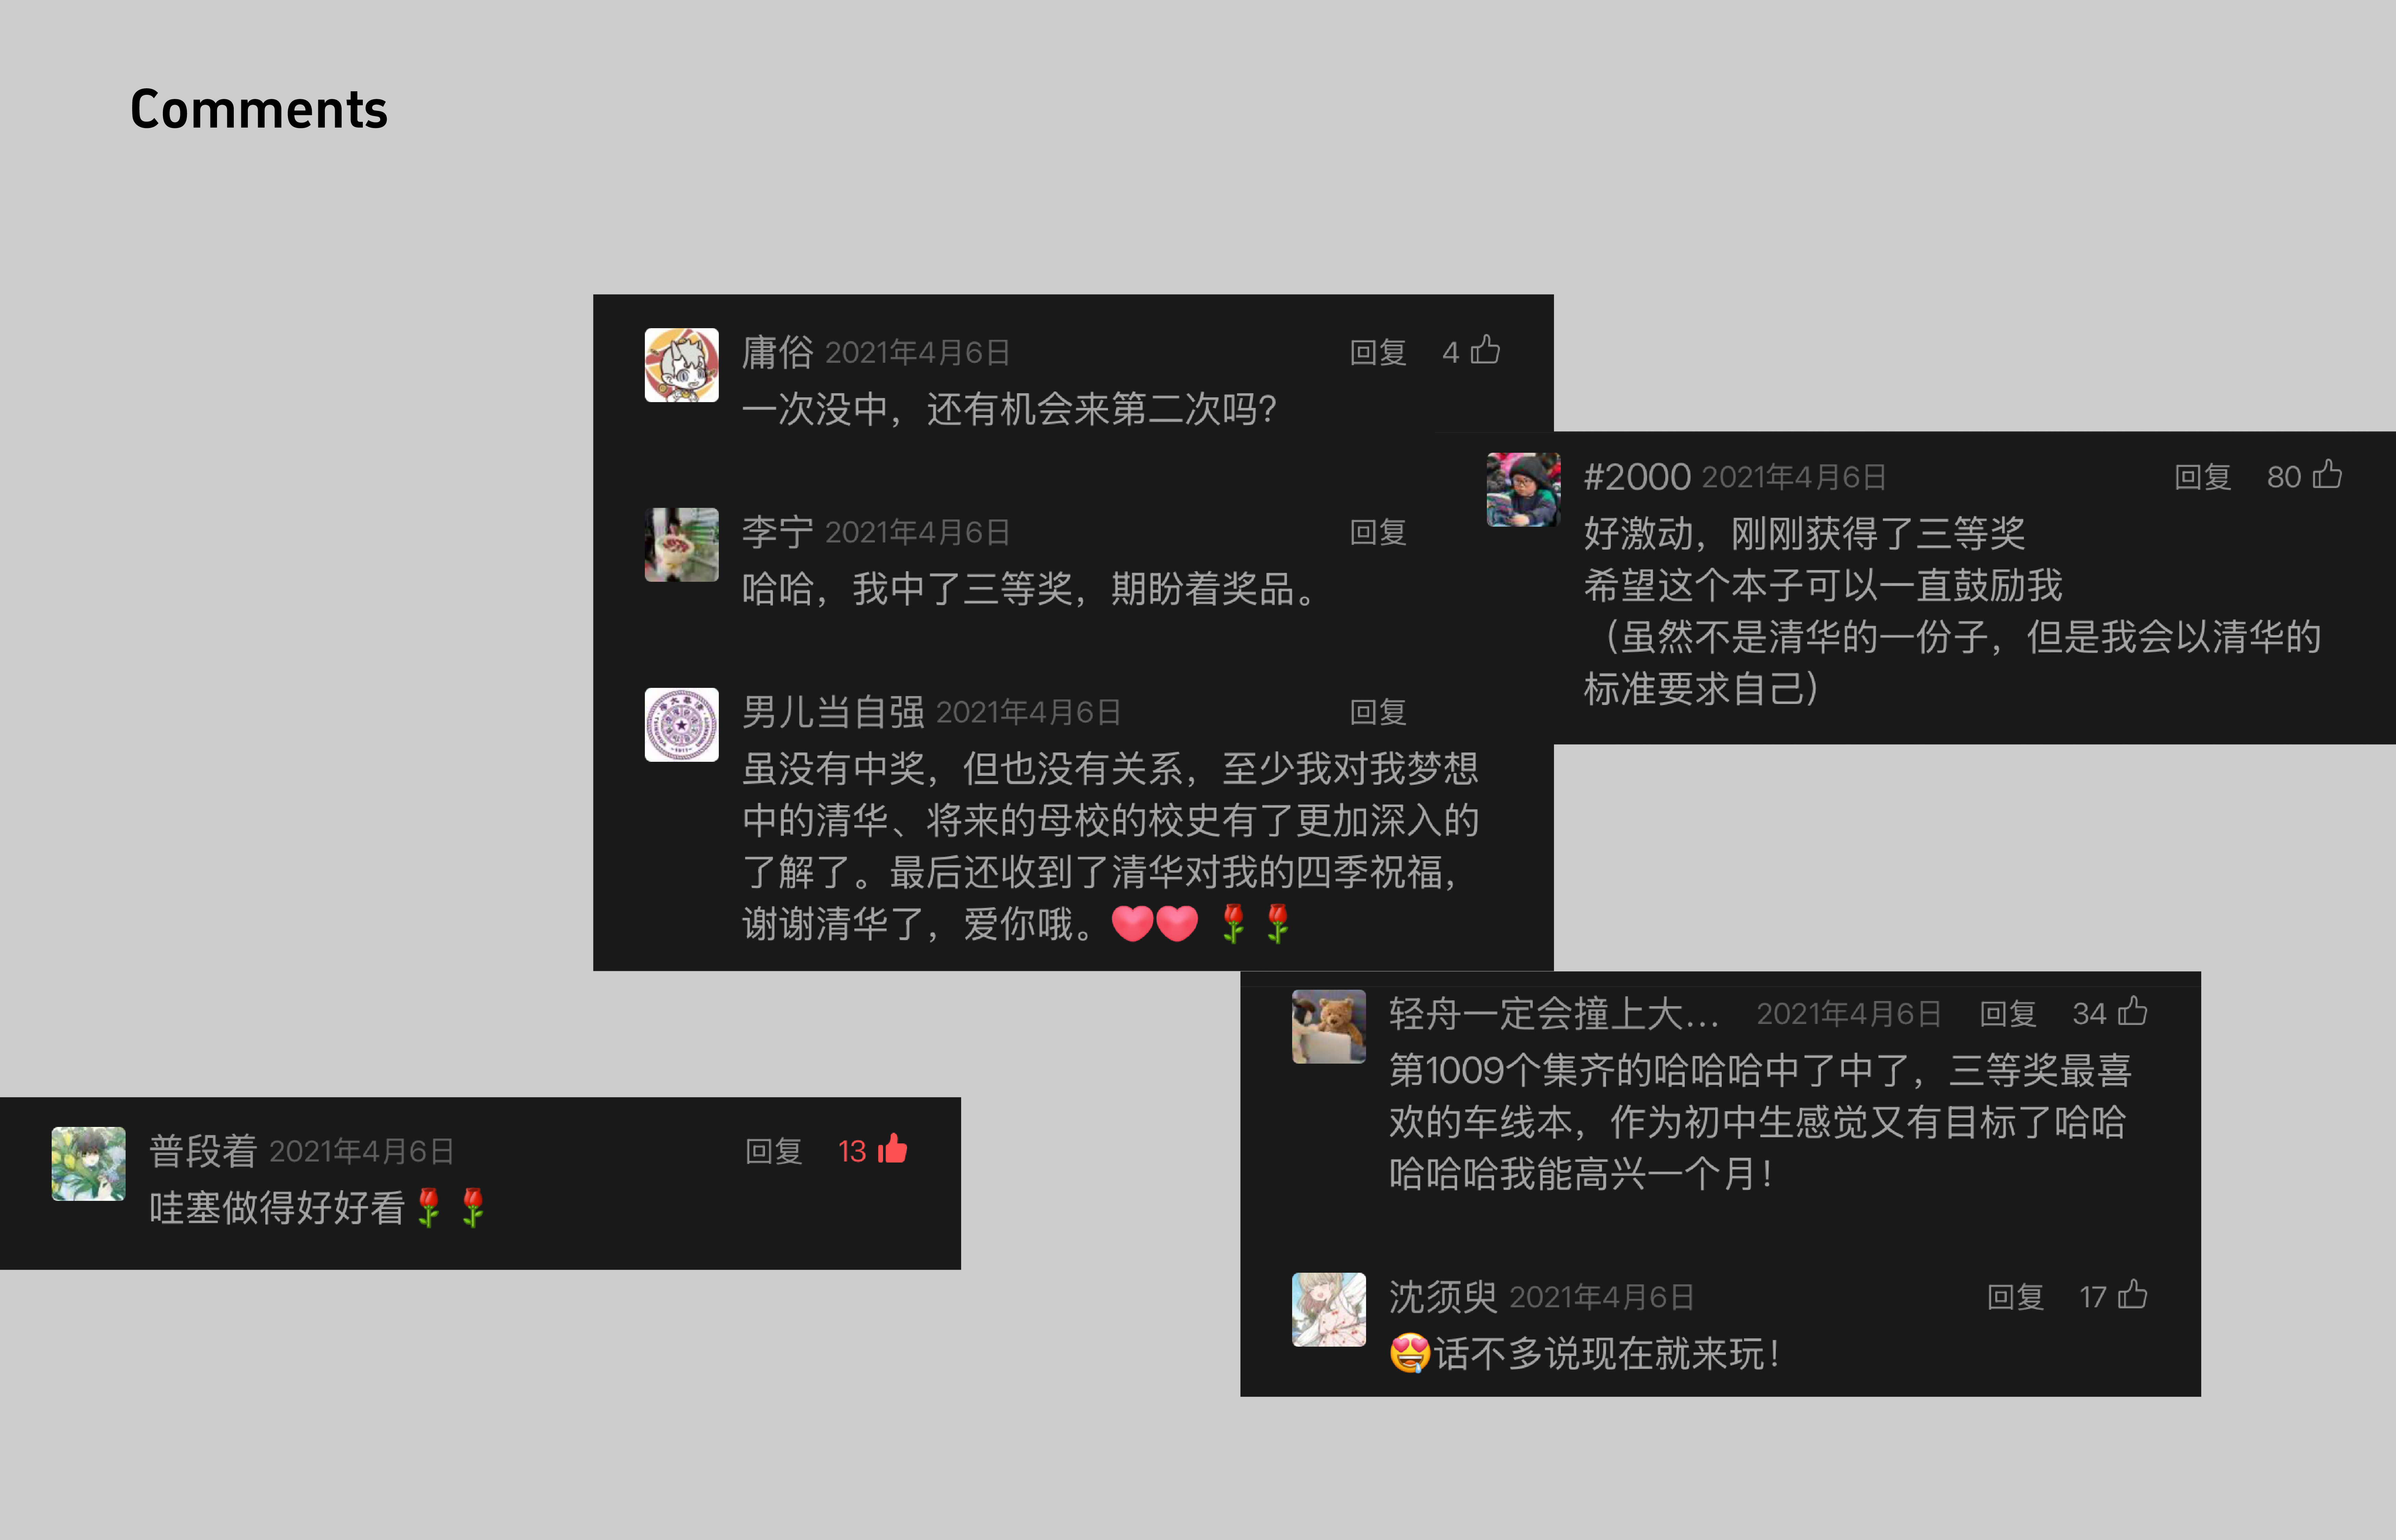 Comments
庸俗 2021年4月6日 回复 4
一次没中，还有机会来第二次吗？
李宁 2021年4月6日 回复
哈哈，我中了三等奖，期盼着奖品。
男儿当自强 2021年4月6日 回复
虽没有中奖，但也没有关系，至少我对我梦想
中的清华、将来的母校的校史有了更加深入的
了解了。最后还收到了清华对我的四季祝福，
谢谢清华了，爱你哦。❤❤🌹🌹
#2000 2021年4月6日 回复 80
好激动，刚刚获得了三等奖
希望这个本子可以一直鼓励我
（虽然不是清华的一份子，但是我会以清华的
标准要求自己）
轻舟一定会撞上大... 2021年4月6日 回复 34
第1009个集齐的哈哈哈中了中了，三等奖最喜
欢的车线本，作为初中生感觉又有目标了哈哈
哈哈哈我能高兴一个月！
沈须臾 2021年4月6日 回复 17
🤤话不多说现在就来玩！
普段着 2021年4月6日 回复 13
哇塞做得好好看🌹🌹